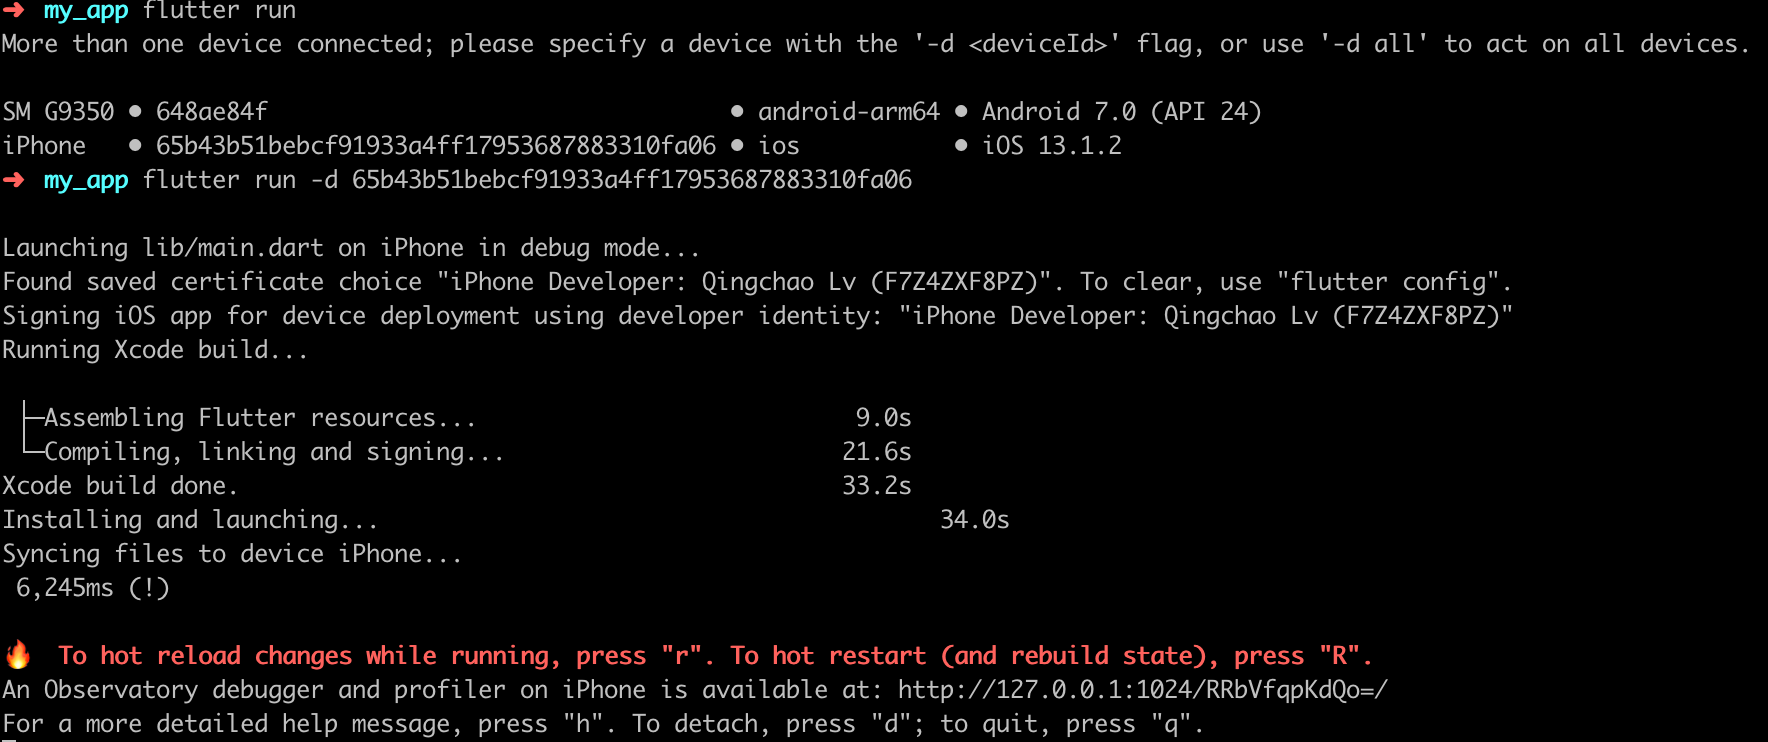 ➜ my_app flutter run
More than one device connected; please specify a device with the '-d <deviceId>' flag, or use '-d all' to act on all devices.
SM G9350 • 648ae84f • android-arm64 • Android 7.0 (API 24)
iPhone • 65b43b51bebcf91933a4ff17953687883310fa06 • ios • iOS 13.1.2
➜ my_app flutter run -d 65b43b51bebcf91933a4ff17953687883310fa06
Launching lib/main.dart on iPhone in debug mode...
Found saved certificate choice "iPhone Developer: Qingchao Lv (F7Z4ZXF8PZ)". To clear, use "flutter config".
Signing iOS app for device deployment using developer identity: "iPhone Developer: Qingchao Lv (F7Z4ZXF8PZ)"
Running Xcode build...
├─Assembling Flutter resources... 9.0s
└─Compiling, linking and signing... 21.6s
Xcode build done. 33.2s
Installing and launching... 34.0s
Syncing files to device iPhone...
6,245ms (!)
🔥 To hot reload changes while running, press "r". To hot restart (and rebuild state), press "R".
An Observatory debugger and profiler on iPhone is available at: http://127.0.0.1:1024/RRbVfqpKdQo=/
For a more detailed help message, press "h". To detach, press "d"; to quit, press "q".